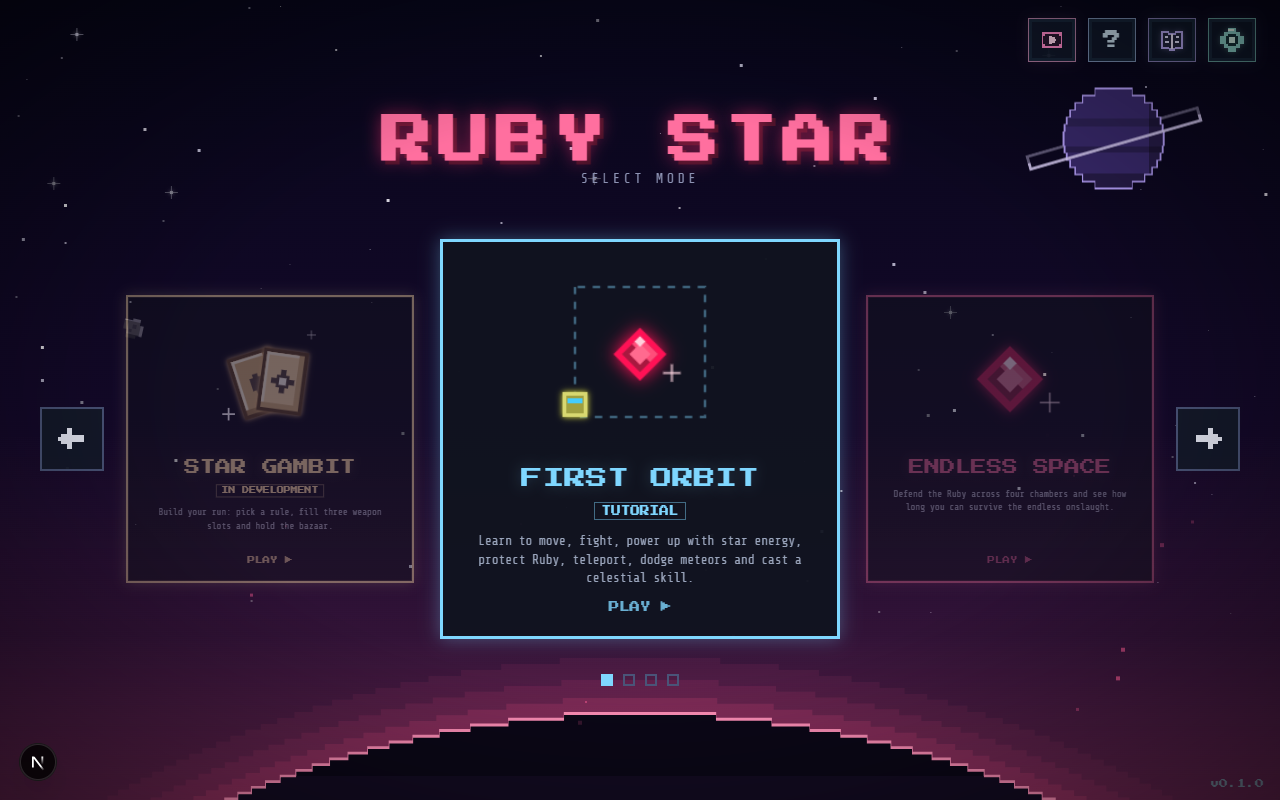 ?
RUBY STAR
SELECT MODE
STAR GAMBIT
IN DEVELOPMENT
Build your run: pick a rule, fill three weapon
slots and hold the bazaar.
PLAY ►
FIRST ORBIT
TUTORIAL
Learn to move, fight, power up with star energy,
protect Ruby, teleport, dodge meteors and cast a
celestial skill.
PLAY ►
ENDLESS SPACE
Defend the Ruby across four chambers and see how
long you can survive the endless onslaught.
PLAY ►
N
v0.1.0